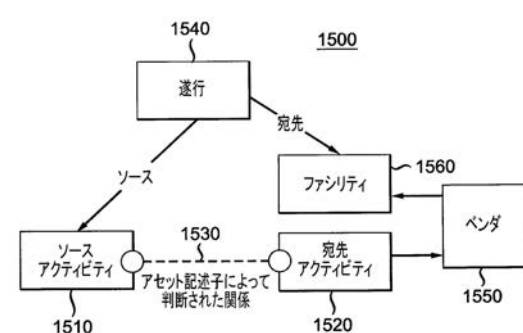 1540
1500
遂行
宛先
1560
ファシリティ
ソース
ベンダ
1530
ソース
アクティビティ
宛先
アクティビティ
アセット記述子によって
判断された関係
1550
1510
1520